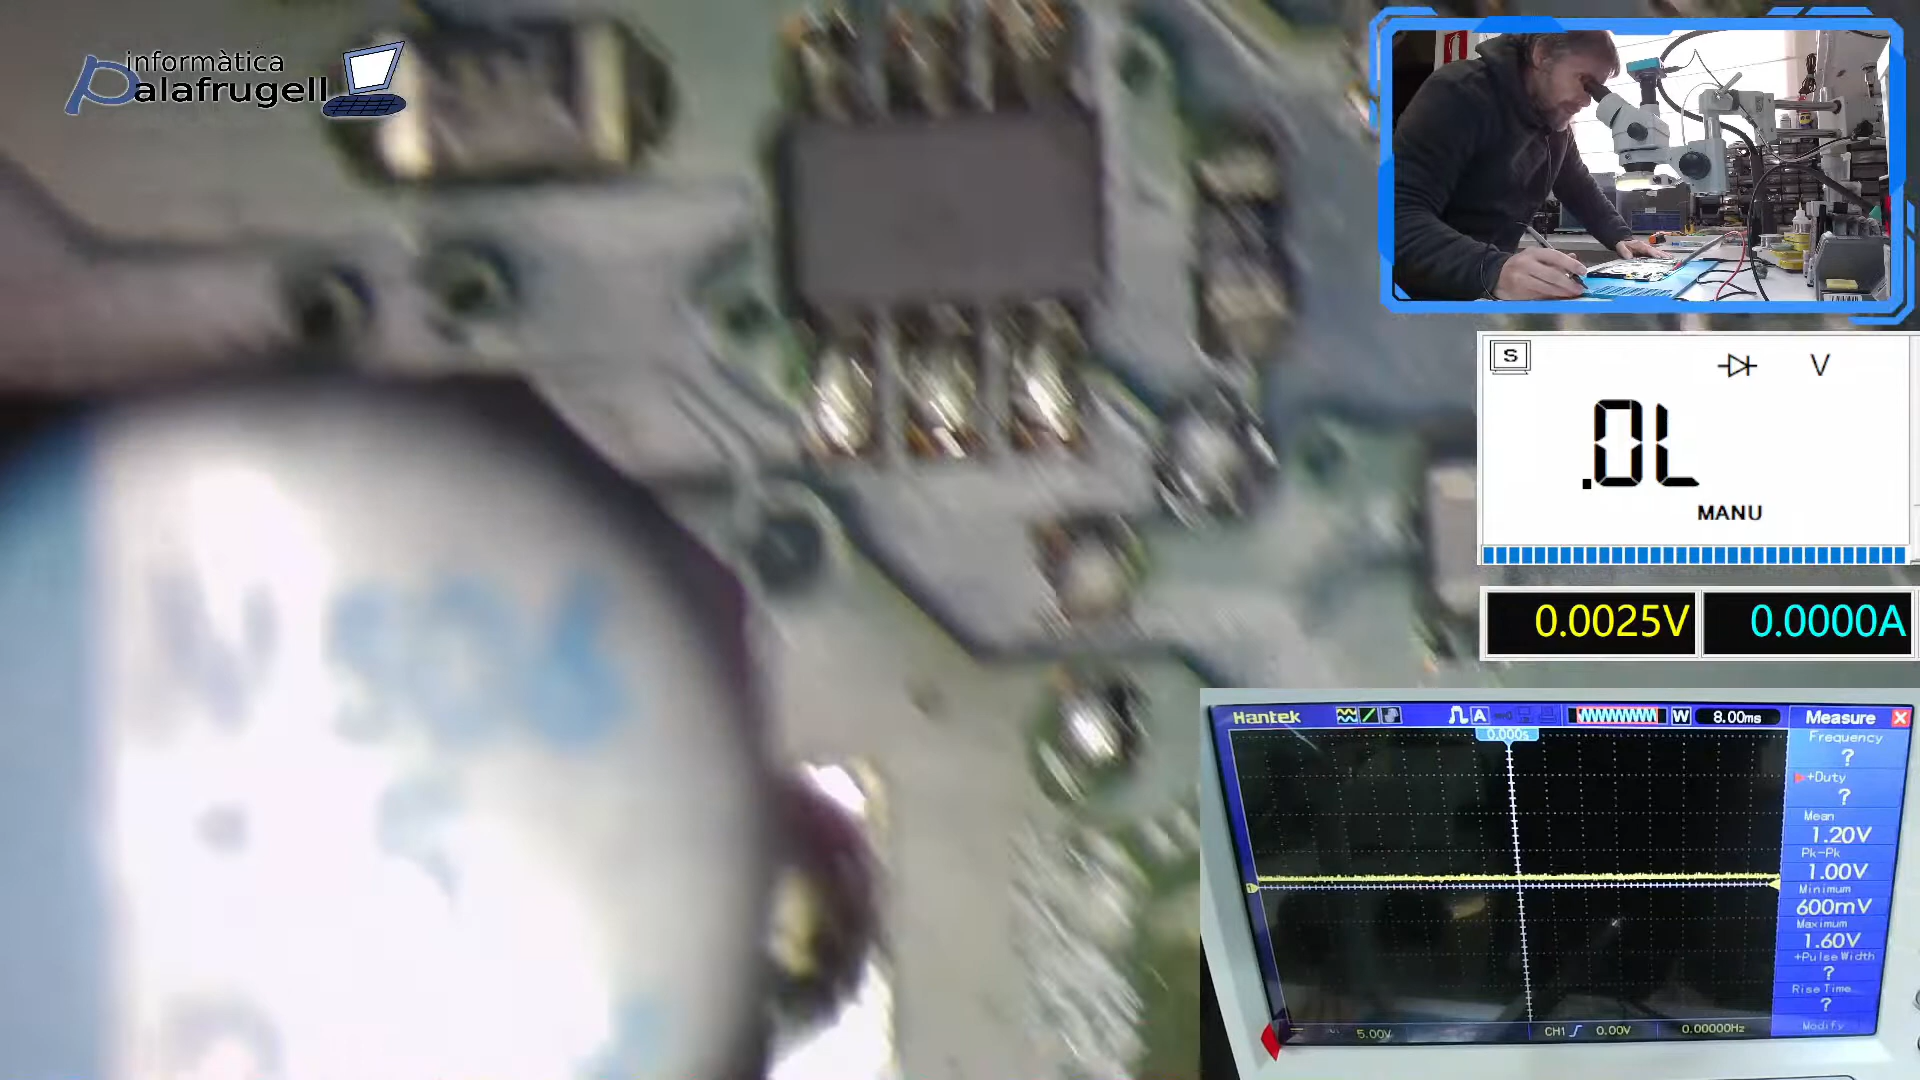 informàtica
Palafrugell
S
V
.0L
MANU
0.0025V
0.0000A
Hantek
A
W
8.00ms
Measure
0.000s
Frequency
?
+Duty
?
Mean
1.20V
Pk-Pk
1.00V
Minimum
600mV
Maximum
1.60V
+Pulse Width
?
Rise Time
?
Modify
1
5.00V
CH1
0.00V
0.00000Hz